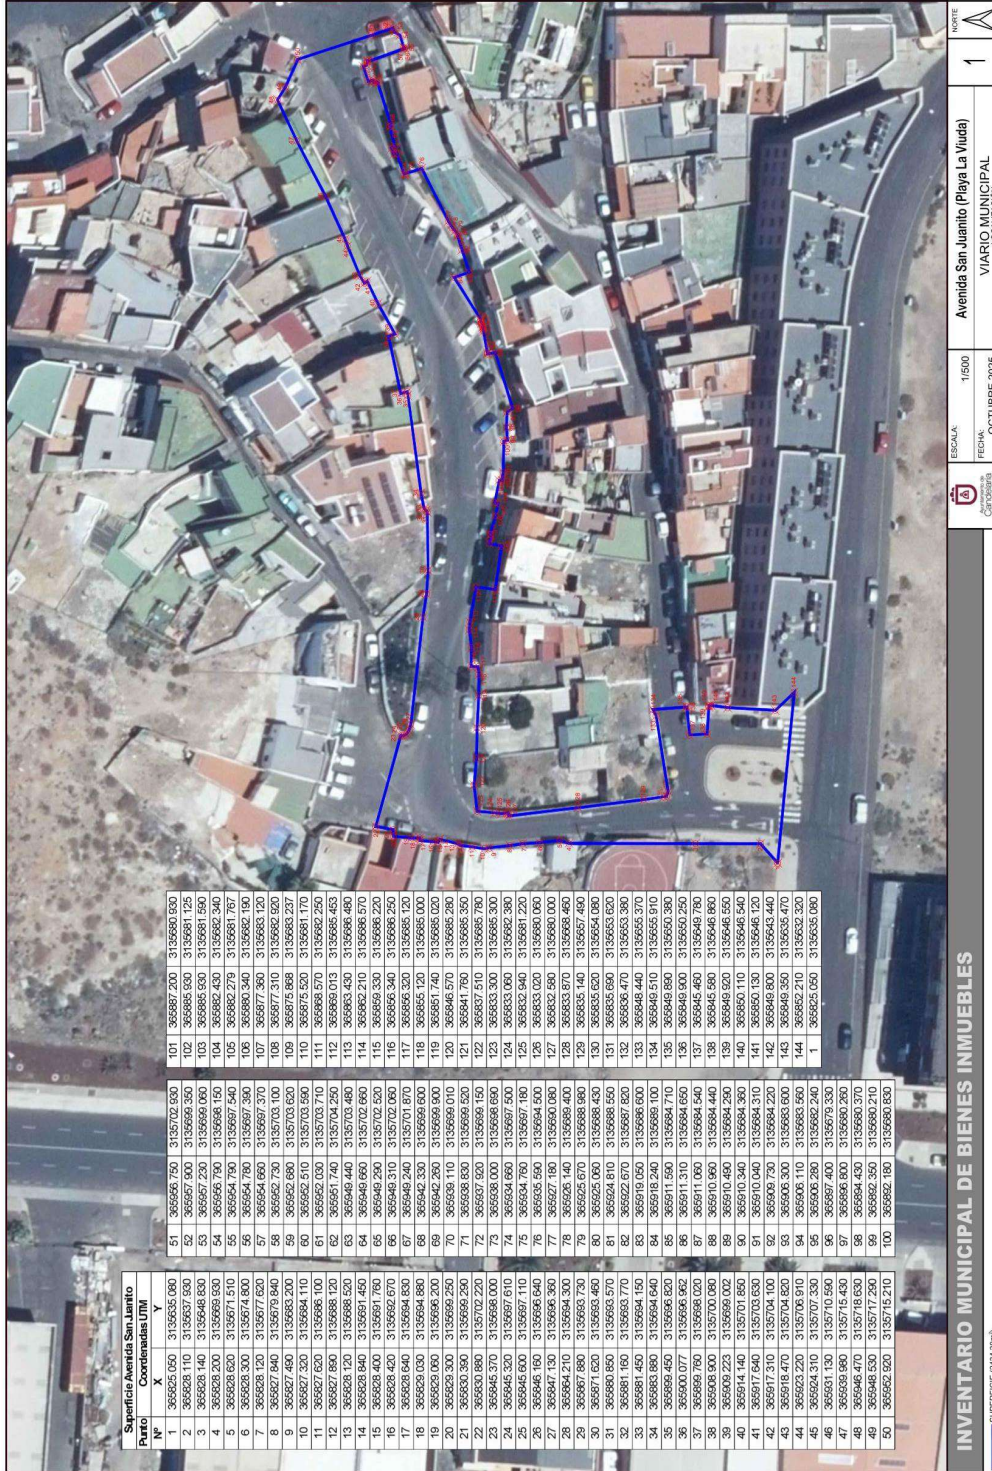 INVENTARIO MUNICIPAL DE BIENES INMUEBLES
Ayuntamiento de
Candelaria
ESCALA: 1/500
FECHA: OCTUBRE 2025
Avenida San Juanito (Playa La Viuda)
VIARIO MUNICIPAL
1
NORTE
Superficie Avenida San Juanito
Punto Coordenadas UTM
Nº X Y
1 365825.050 3135635.080
2 365828.110 3135637.930
3 365828.140 3135648.830
4 365828.200 3135669.930
5 365828.620 3135671.510
6 365828.300 3135674.800
7 365828.120 3135677.620
8 365827.840 3135679.840
9 365827.490 3135683.200
10 365827.320 3135684.110
11 365827.620 3135686.100
12 365827.890 3135688.120
13 365828.120 3135688.520
14 365828.840 3135691.450
15 365828.400 3135691.760
16 365828.420 3135692.670
17 365828.640 3135694.830
18 365829.030 3135694.880
19 365829.060
20 365829.300 3135699.250
21 365830.390 3135699.290
22 365830.880 3135702.220
23 365845.370 3135698.000
24 365845.320 3135697.610
25 365845.600 3135697.180
26 365846.160 3135696.640
27 365847.130 3135696.360
28 365864.210 3135694.300
29 365867.880 3135693.730
30 365871.620 3135693.460
31 365880.850 3135693.570
32 365881.160 3135693.770
33 365881.450 3135694.150
34 365883.880 3135694.640
35 365899.450 3135696.820
36 365900.077 3135696.962
37 365899.760 3135698.020
38 365908.900 3135700.080
39 365909.223 3135699.002
40 365914.140 3135701.850
41 365917.640 3135703.630
42 365917.310 3135704.100
43 365918.470 3135704.820
44 365923.220 3135706.910
45 365924.310 3135707.330
46 365931.130 3135710.590
47 365939.980 3135715.430
48 365946.470 3135718.630
49 365948.530 3135717.290
50 365952.920 3135715.210
51 365956.750 3135702.930
52 365957.900 3135699.350
53 365957.230 3135699.060
54 365956.790 3135698.150
55 365954.790 3135697.540
56 365954.780 3135697.390
57 365954.660 3135697.370
58 365952.730 3135703.100
59 365952.680 3135703.620
60 365952.510 3135703.590
61 365952.030 3135703.710
62 365951.740 3135704.250
63 365949.440 3135703.480
64 365949.660 3135702.660
65 365949.290 3135702.520
66 365949.310 3135702.060
67 365949.240 3135701.870
68 365942.330 3135699.600
69 365942.260 3135699.900
70 365939.110 3135699.010
71 365938.830 3135699.520
72 365937.920 3135699.150
73 365938.000 3135698.690
74 365934.660 3135697.500
75 365934.760 3135697.180
76 365935.590 3135694.500
77 365927.180 3135690.080
78 365926.140 3135689.400
79 365925.670 3135688.980
80 365925.060 3135688.430
81 365924.810 3135688.550
82 365922.670 3135687.820
83 365919.050 3135686.600
84 365918.240 3135689.100
85 365911.590 3135684.710
86 365911.310 3135684.650
87 365911.060 3135684.540
88 365910.960 3135684.440
89 365910.490 3135684.290
90 365910.340 3135684.360
91 365910.040 3135684.310
92 365906.730 3135684.220
93 365906.300 3135683.600
94 365906.110 3135683.560
95 365905.280 3135682.240
96 365897.400 3135679.330
97 365896.800 3135680.260
98 365894.430 3135680.370
99 365892.350 3135680.210
100 365892.180 3135680.830
101 365887.200 3135680.930
102 365885.930 3135681.125
103 365885.930 3135681.590
104 365882.430 3135682.340
105 365882.279 3135681.767
106 365880.340 3135682.190
107 365877.360 3135683.120
108 365877.310 3135682.920
109 365875.868 3135683.237
110 365875.520 3135681.170
111 365868.570 3135682.250
112 365869.013 3135685.453
113 365863.430 3135686.480
114 365862.210 3135686.570
115 365859.330 3135686.220
116 365856.340 3135686.250
117 365856.320 3135685.120
118 365855.120 3135685.000
119 365851.740 3135685.020
120 365846.570 3135685.280
121 365841.760 3135685.350
122 365837.510 3135685.780
123 365833.300 3135684.900
124 365833.060 3135682.380
125 365832.940 3135681.220
126 365833.020 3135680.060
127 365832.580 3135680.000
128 365833.870 3135668.460
129 365835.140 3135657.490
130 365835.620 3135654.080
131 365835.690 3135653.620
132 365836.470 3135653.380
133 365848.440 3135655.370
134 365849.510 3135655.910
135 365849.890 3135650.380
136 365849.900 3135650.250
137 365845.460 3135649.780
138 365845.580 3135646.860
139 365849.920 3135646.550
140 365850.110 3135646.540
141 365850.130 3135646.120
142 365849.800 3135643.440
143 365849.350 3135635.470
144 365852.210 3135632.320
1 365825.050 3135635.080